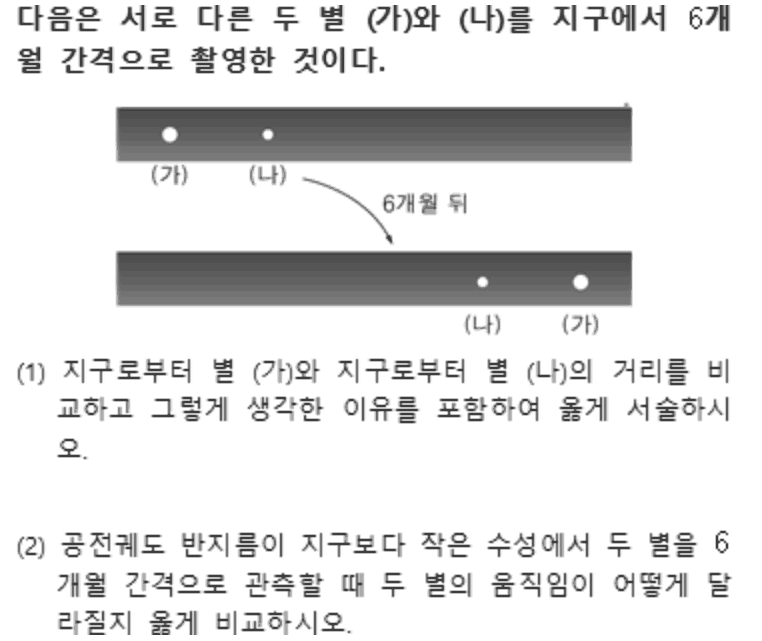 다음은 서로 다른 두 별 (가)와 (나)를 지구에서 6개
월 간격으로 촬영한 것이다.
(가) (나)
6개월 뒤
(나) (가)
(1) 지구로부터 별 (가)와 지구로부터 별 (나)의 거리를 비
교하고 그렇게 생각한 이유를 포함하여 옳게 서술하시
오.
(2) 공전궤도 반지름이 지구보다 작은 수성에서 두 별을 6
개월 간격으로 관측할 때 두 별의 움직임이 어떻게 달
라질지 옳게 비교하시오.